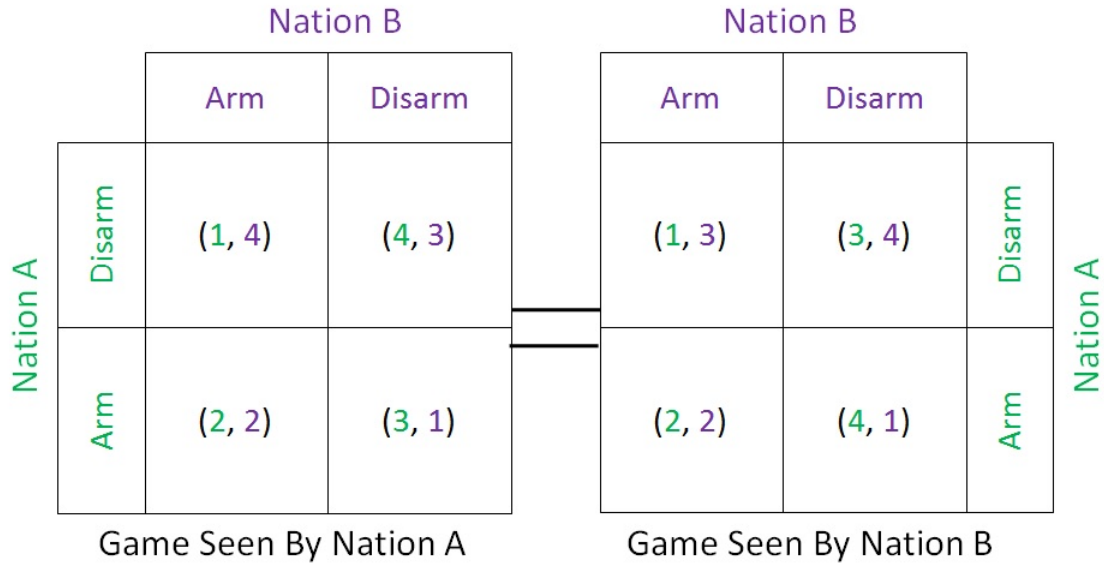 Nation B
Nation B
Arm
Disarm
Arm
Disarm
Nation A
Disarm
(1, 4)
(4, 3)
(1, 3)
(3, 4)
Disarm
Nation A
Arm
(2, 2)
(3, 1)
(2, 2)
(4, 1)
Arm
Game Seen By Nation A
Game Seen By Nation B